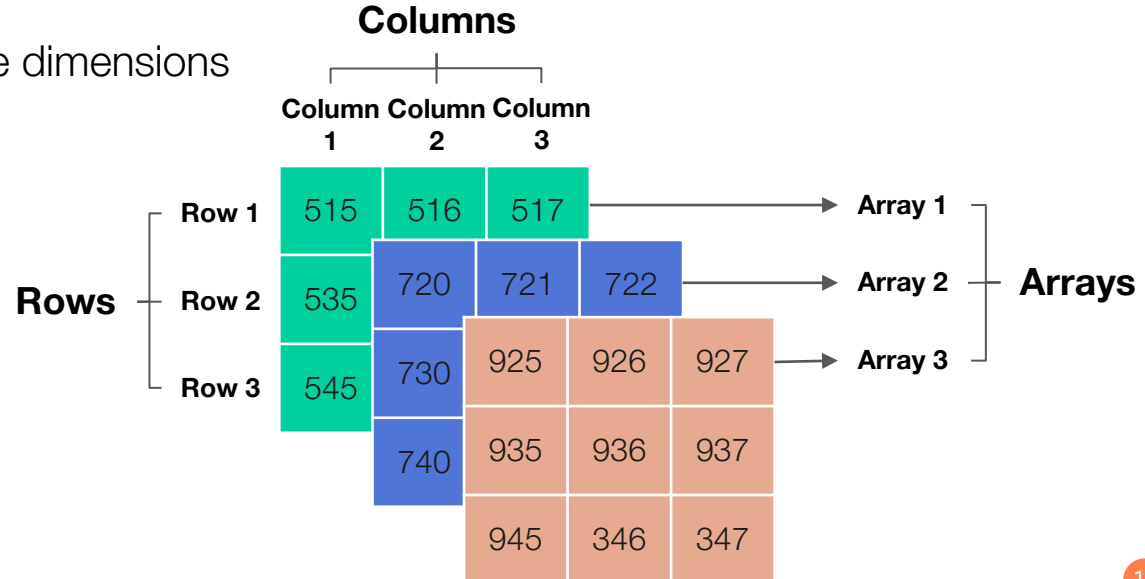 Columns
e dimensions
Column Column Column
1 2 3
Row 1 515 516 517 Array 1
Rows Row 2 535 720 721 722 Array 2 Arrays
Row 3 545 730 925 926 927 Array 3
740 935 936 937
945 346 347